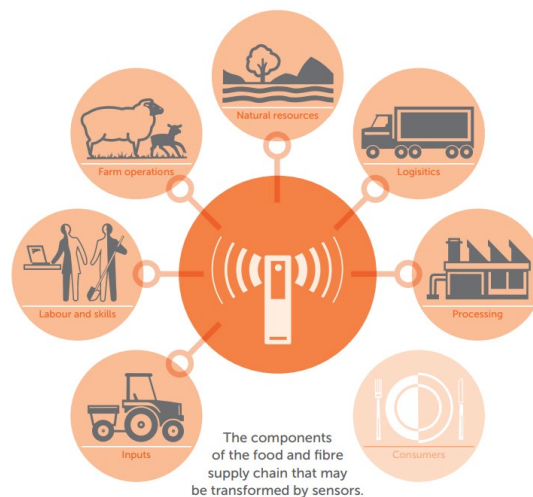 Natural resources
Farm operations
Logisitics
Labour and skills
Processing
Inputs
Consumers
The components
of the food and fibre
supply chain that may
be transformed by sensors.